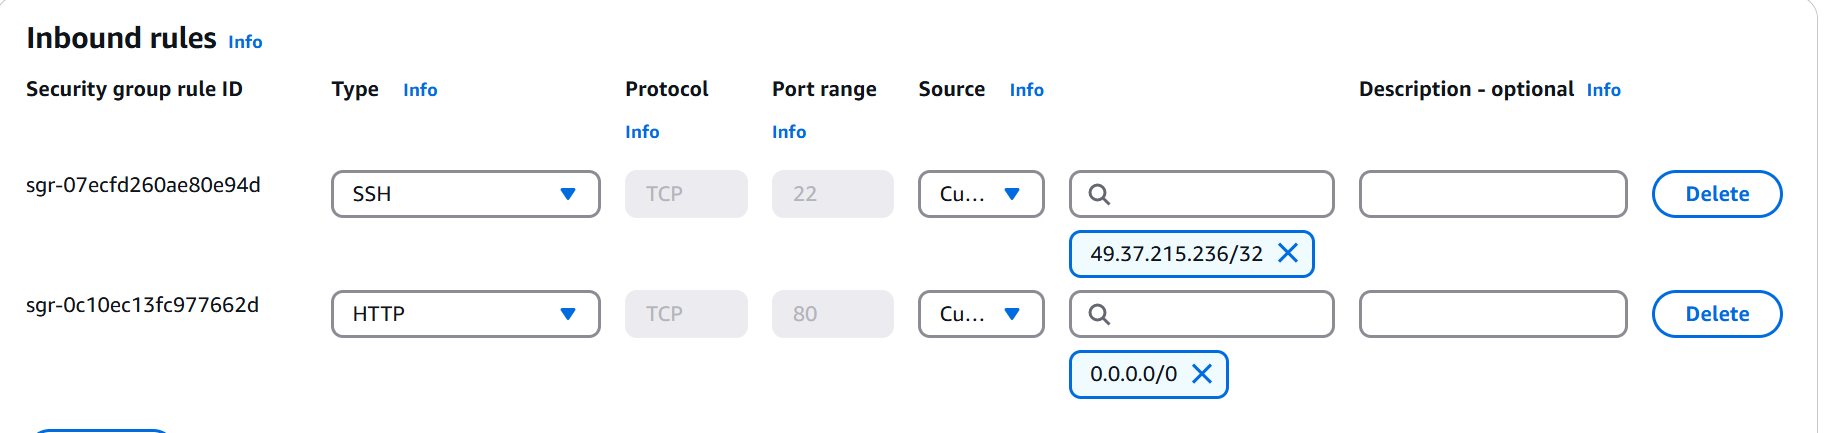 Inbound rules Info
Security group rule ID Type Info Protocol Info Port range Info Source Info Description - optional Info
sgr-07ecfd260ae80e94d SSH TCP 22 Cu... Delete
49.37.215.236/32
sgr-0c10ec13fc977662d HTTP TCP 80 Cu... Delete
0.0.0.0/0